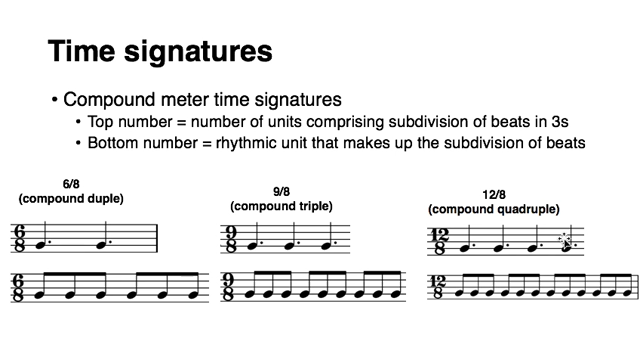 Time signatures
• Compound meter time signatures
• Top number = number of units comprising subdivision of beats in 3s
• Bottom number = rhythmic unit that makes up the subdivision of beats
6/8
(compound duple)
9/8
(compound triple)
12/8
(compound quadruple)
6
8
9
8
12
8
6
8
9
8
12
8